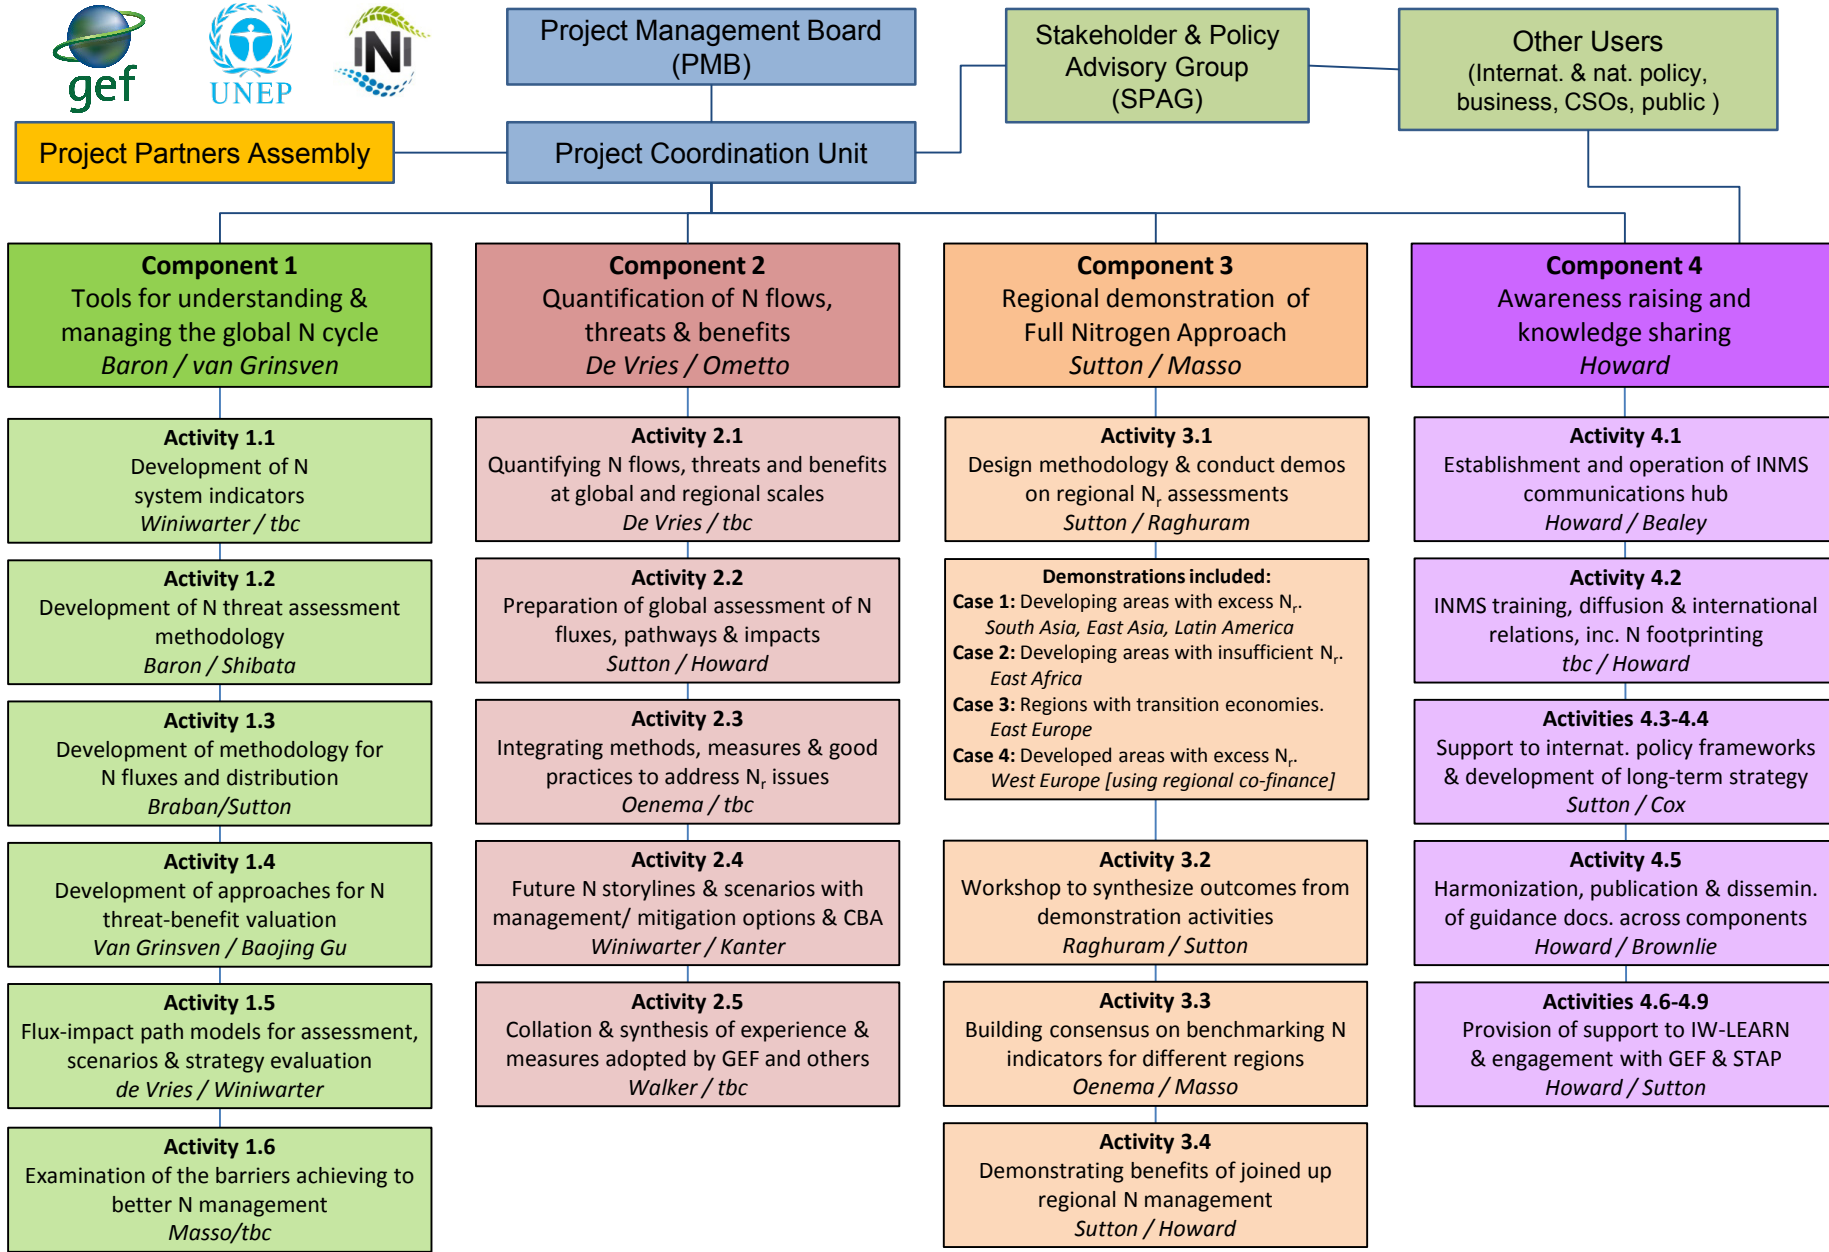 gef
UNEP
INI
Project Management Board
(PMB)
Stakeholder & Policy
Advisory Group
(SPAG)
Other Users
(Internat. & nat. policy,
business, CSOs, public )
Project Partners Assembly
Project Coordination Unit
Component 1
Tools for understanding &
managing the global N cycle
Baron / van Grinsven
Activity 1.1
Development of N
system indicators
Winiwarter / tbc
Activity 1.2
Development of N threat assessment
methodology
Baron / Shibata
Activity 1.3
Development of methodology for
N fluxes and distribution
Braban/Sutton
Activity 1.4
Development of approaches for N
threat-benefit valuation
Van Grinsven / Baojing Gu
Activity 1.5
Flux-impact path models for assessment,
scenarios & strategy evaluation
de Vries / Winiwarter
Activity 1.6
Examination of the barriers achieving to
better N management
Masso/tbc
Component 2
Quantification of N flows,
threats & benefits
De Vries / Ometto
Activity 2.1
Quantifying N flows, threats and benefits
at global and regional scales
De Vries / tbc
Activity 2.2
Preparation of global assessment of N
fluxes, pathways & impacts
Sutton / Howard
Activity 2.3
Integrating methods, measures & good
practices to address Nr issues
Oenema / tbc
Activity 2.4
Future N storylines & scenarios with
management/ mitigation options & CBA
Winiwarter / Kanter
Activity 2.5
Collation & synthesis of experience &
measures adopted by GEF and others
Walker / tbc
Component 3
Regional demonstration of
Full Nitrogen Approach
Sutton / Masso
Activity 3.1
Design methodology & conduct demos
on regional Nr assessments
Sutton / Raghuram
Demonstrations included:
Case 1: Developing areas with excess Nr.
South Asia, East Asia, Latin America
Case 2: Developing areas with insufficient Nr.
East Africa
Case 3: Regions with transition economies.
East Europe
Case 4: Developed areas with excess Nr.
West Europe [using regional co-finance]
Activity 3.2
Workshop to synthesize outcomes from
demonstration activities
Raghuram / Sutton
Activity 3.3
Building consensus on benchmarking N
indicators for different regions
Oenema / Masso
Activity 3.4
Demonstrating benefits of joined up
regional N management
Sutton / Howard
Component 4
Awareness raising and
knowledge sharing
Howard
Activity 4.1
Establishment and operation of INMS
communications hub
Howard / Bealey
Activity 4.2
INMS training, diffusion & international
relations, inc. N footprinting
tbc / Howard
Activities 4.3-4.4
Support to internat. policy frameworks
& development of long-term strategy
Sutton / Cox
Activity 4.5
Harmonization, publication & dissemin.
of guidance docs. across components
Howard / Brownlie
Activities 4.6-4.9
Provision of support to IW-LEARN
& engagement with GEF & STAP
Howard / Sutton